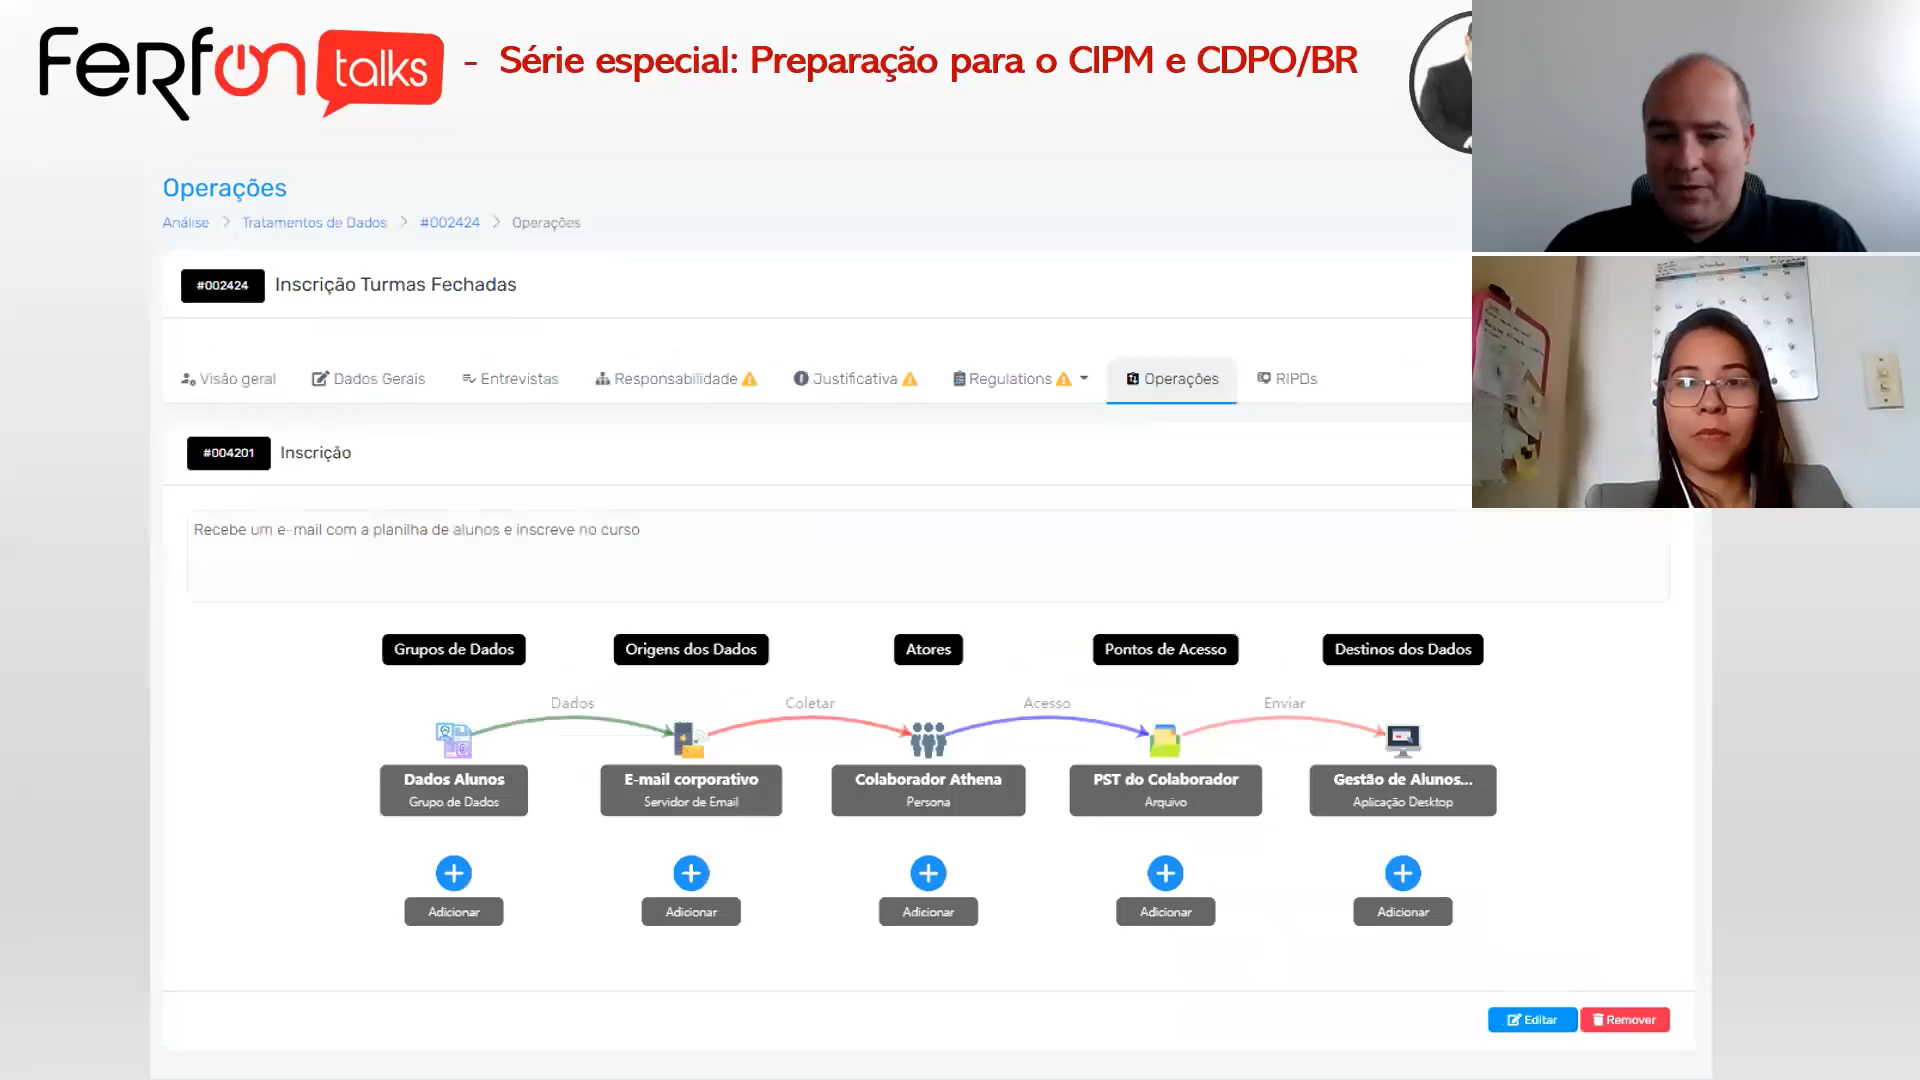 Ferfon talks - Série especial: Preparação para o CIPM e CDPO/BR
Operações
Análise > Tratamentos de Dados > #002424 > Operações
#002424 Inscrição Turmas Fechadas
Visão geral Dados Gerais Entrevistas Responsabilidade Justificativa Regulations Operações RIPDs
#004201 Inscrição
Recebe um e-mail com a planilha de alunos e inscreve no curso
Grupos de Dados Origens dos Dados Atores Pontos de Acesso Destinos dos Dados
Dados Coletar Acesso Enviar
Dados Alunos E-mail corporativo Colaborador Athena PST do Colaborador Gestão de Alunos...
Grupo de Dados Servidor de Email Persona Arquivo Aplicação Desktop
Adicionar Adicionar Adicionar Adicionar Adicionar
Editar Remover